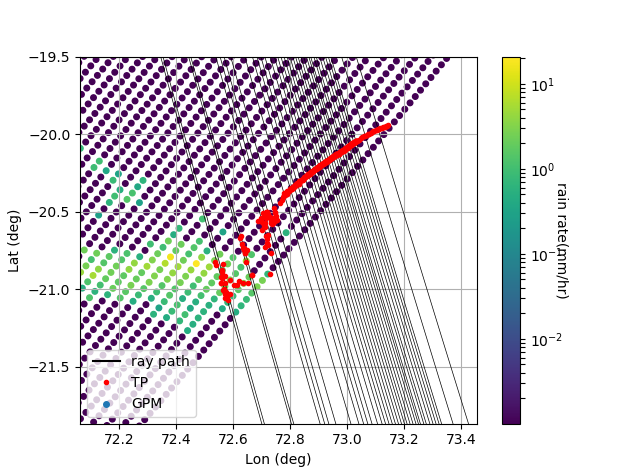 −19.5
−20.0
−20.5
−21.0
−21.5
Lat (deg)
72.2 72.4 72.6 72.8 73.0 73.2 73.4
Lon (deg)
ray path
TP
GPM
10¹
10⁰
10⁻¹
10⁻²
rain rate(mm/hr)